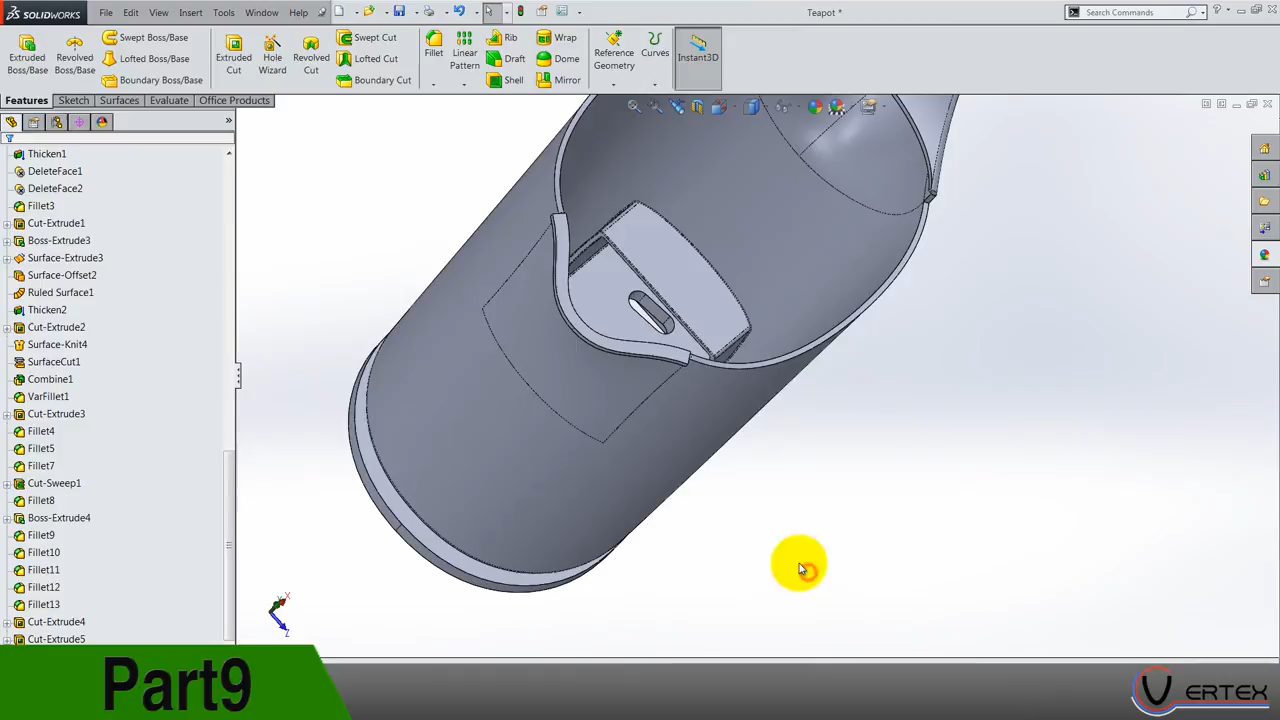 SOLIDWORKS File Edit View Insert Tools Window Help Teapot * Search Commands
Extruded Boss/Base Revolved Boss/Base Swept Boss/Base Lofted Boss/Base Boundary Boss/Base Extruded Cut Hole Wizard Revolved Cut Swept Cut Lofted Cut Boundary Cut Fillet Linear Pattern Rib Draft Shell Wrap Dome Mirror Reference Geometry Curves Instant3D
Features Sketch Surfaces Evaluate Office Products
Thicken1
DeleteFace1
DeleteFace2
Fillet3
Cut-Extrude1
Boss-Extrude3
Surface-Extrude3
Surface-Offset2
Ruled Surface1
Thicken2
Cut-Extrude2
Surface-Knit4
SurfaceCut1
Combine1
VarFillet1
Cut-Extrude3
Fillet4
Fillet5
Fillet7
Cut-Sweep1
Fillet8
Boss-Extrude4
Fillet9
Fillet10
Fillet11
Fillet12
Fillet13
Cut-Extrude4
Cut-Extrude5
X
Y
Z
Part9
VERTEX